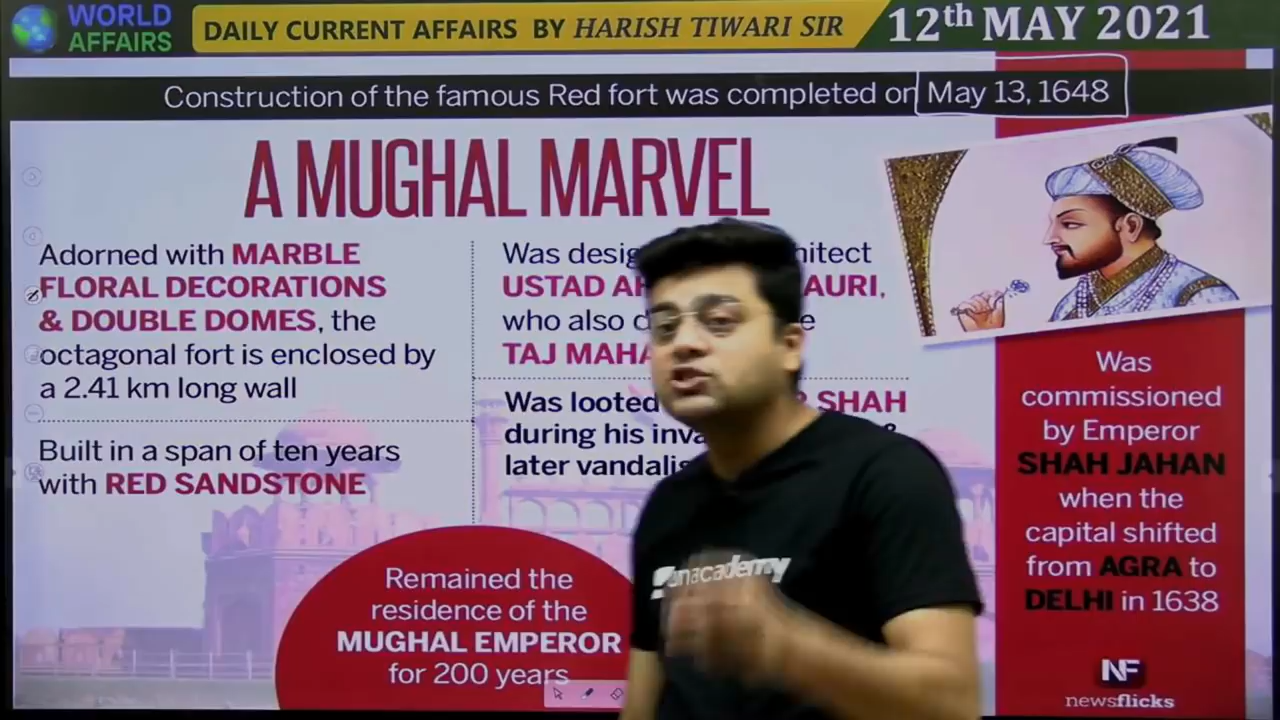 WORLD
AFFAIRS
DAILY CURRENT AFFAIRS BY HARISH TIWARI SIR
12th MAY 2021
Construction of the famous Red fort was completed on May 13, 1648
A MUGHAL MARVEL
Adorned with MARBLE
FLORAL DECORATIONS
& DOUBLE DOMES, the
octagonal fort is enclosed by
a 2.41 km long wall
Built in a span of ten years
with RED SANDSTONE
Was
USTAD
who also
TAJ
Was looted SHAH
during his &
later
Remained the
residence of the
MUGHAL EMPEROR
for 200 years
unacademy
Was
commissioned
by Emperor
SHAH JAHAN
when the
capital shifted
from AGRA to
DELHI in 1638
NF
newsflicks